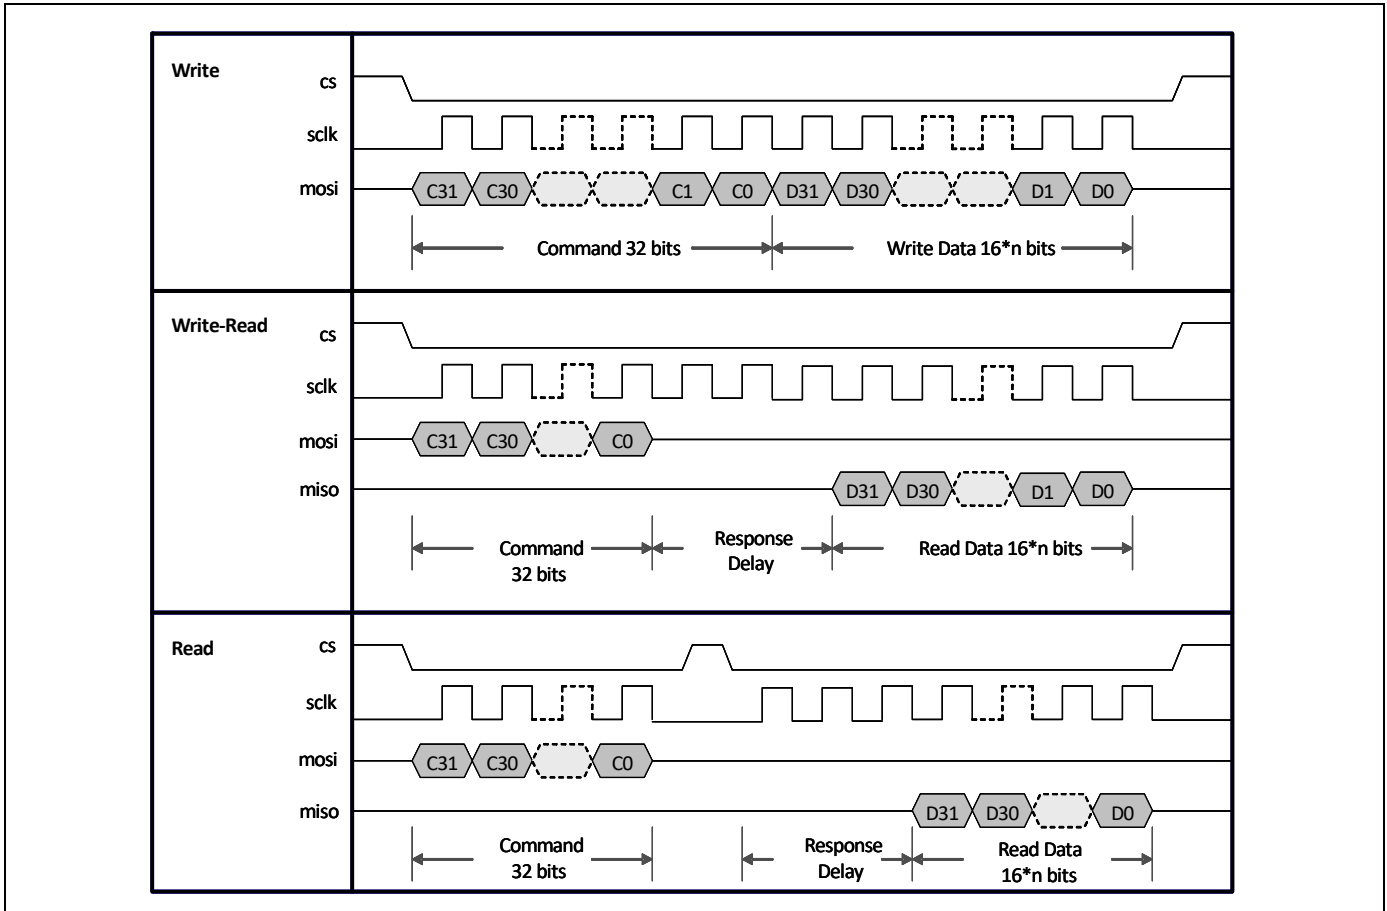 Write
cs
sclk
mosi
C31 C30 C1 C0 D31 D30 D1 D0
Command 32 bits
Write Data 16*n bits
Write-Read
cs
sclk
mosi
C31 C30 C0
miso
D31 D30 D1 D0
Command
32 bits
Response
Delay
Read Data 16*n bits
Read
cs
sclk
mosi
C31 C30 C0
miso
D31 D30 D0
Command
32 bits
Response
Delay
Read Data
16*n bits